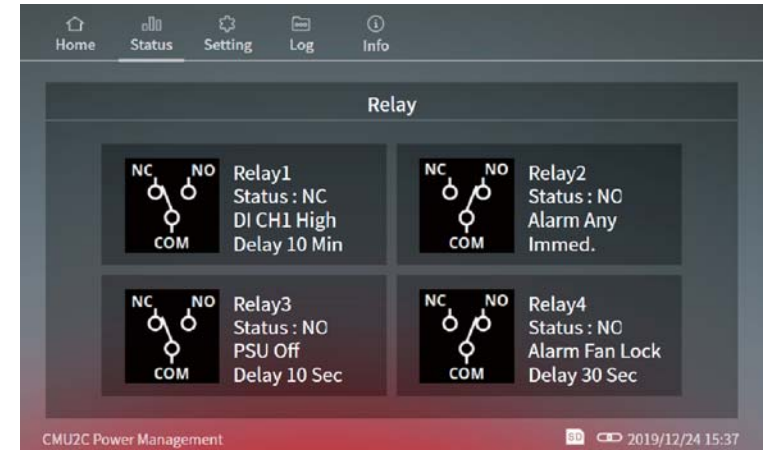 Home Status Setting Log Info
Relay
NC NO COM
Relay1
Status : NC
DI CH1 High
Delay 10 Min
NC NO COM
Relay2
Status : NO
Alarm Any
Immed.
NC NO COM
Relay3
Status : NO
PSU Off
Delay 10 Sec
NC NO COM
Relay4
Status : NO
Alarm Fan Lock
Delay 30 Sec
CMU2C Power Management
SD 2019/12/24 15:37